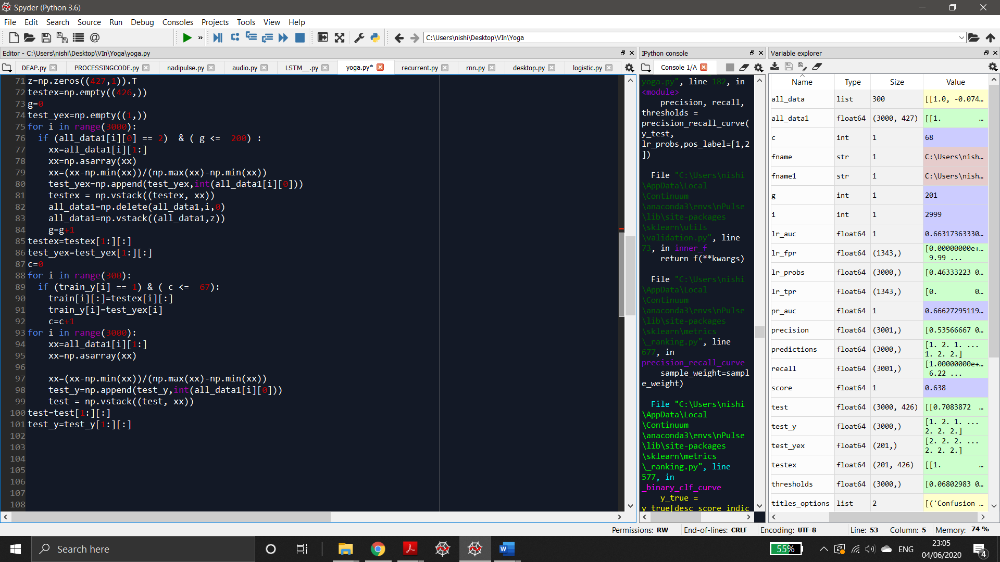 Spyder (Python 3.6)
File Edit Search Source Run Debug Consoles Projects Tools View Help
C:\Users\nishi\Desktop\VIn\Yoga
Editor - C:\Users\nishi\Desktop\VIn\Yoga\yoga.py
DEAP.py PROCESSINGCODE.py nadipulse.py audio.py LSTM__.py yoga.py* recurrent.py rnn.py desktop.py logistic.py
71 z=np.zeros((427,1)).T
72 testex=np.empty((426,))
73 g=0
74 test_yex=np.empty((1,))
75 for i in range(3000):
76   if (all_data1[i][0] == 2)  & ( g <=  200) :
77     xx=all_data1[i][1:]
78     xx=np.asarray(xx)
79     xx=(xx-np.min(xx))/(np.max(xx)-np.min(xx))
80     test_yex=np.append(test_yex,int(all_data1[i][0]))
81     testex = np.vstack((testex, xx))
82     all_data1=np.delete(all_data1,i,0)
83     all_data1=np.vstack((all_data1,z))
84     g=g+1
85 testex=testex[1:][:]
86 test_yex=test_yex[1:][:]
87 c=0
88 for i in range(300):
89   if (train_y[i] == 1) & ( c <=  67):
90     train[i][:]=testex[i][:]
91     train_y[i]=test_yex[i]
92     c=c+1
93 for i in range(3000):
94     xx=all_data1[i][1:]
95     xx=np.asarray(xx)
96
97     xx=(xx-np.min(xx))/(np.max(xx)-np.min(xx))
98     test_y=np.append(test_y,int(all_data1[i][0]))
99     test = np.vstack((test, xx))
100 test=test[1:][:]
101 test_y=test_y[1:][:]
102
103
104
105
106
107
108
IPython console
Console 1/A
yoga.py", line 182, in
<module>
    precision, recall,
thresholds =
precision_recall_curve(
y_test,
lr_probs,pos_label=[1,2
])
  File "C:\Users\nishi
\AppData\Local
\Continuum
\anaconda3\envs\nPulse
\lib\site-packages
\sklearn\utils
\validation.py", line
73, in inner_f
    return f(**kwargs)
  File "C:\Users\nishi
\AppData\Local
\Continuum
\anaconda3\envs\nPulse
\lib\site-packages
\sklearn\metrics
\_ranking.py", line
677, in
precision_recall_curve
    sample_weight=sampl
e_weight)
  File "C:\Users\nishi
\AppData\Local
\Continuum
\anaconda3\envs\nPulse
\lib\site-packages
\sklearn\metrics
\_ranking.py", line
577, in
_binary_clf_curve
    y_true =
y_true[desc_score_indic
Variable explorer
Name Type Size Value
all_data list 300 [[1.0, -0.074…
all_data1 float64 (3000, 427) [[1. …
c int 1 68
fname str 1 C:\Users\nish…
fname1 str 1 C:\Users\nish…
g int 1 201
i int 1 2999
lr_auc float64 1 0.66317363330…
lr_fpr float64 (1343,) [0.00000000e+…
9.99 ...
lr_probs float64 (3000,) [0.46333223 0…
lr_tpr float64 (1343,) [0. 0…
pr_auc float64 1 0.66627295119…
precision float64 (3001,) [0.53566667 0…
predictions float64 (3000,) [1. 2. 1. ...
1. 2. 2.]
recall float64 (3001,) [1.00000000e+…
6.22 ...
score float64 1 0.638
test float64 (3000, 426) [[0.7083872 …
test_y float64 (3000,) [1. 2. 1. ...
2. 2. 2.]
test_yex float64 (201,) [2. 2. 2. ...
2. 2. 2.]
testex float64 (201, 426) [[1. …
thresholds float64 (3000,) [0.06802983 0…
titles_options list 2 [('Confusion …
Permissions: RW End-of-lines: CRLF Encoding: UTF-8 Line: 53 Column: 5 Memory: 74 %
Search here
55%
ENG
23:05
04/06/2020
4